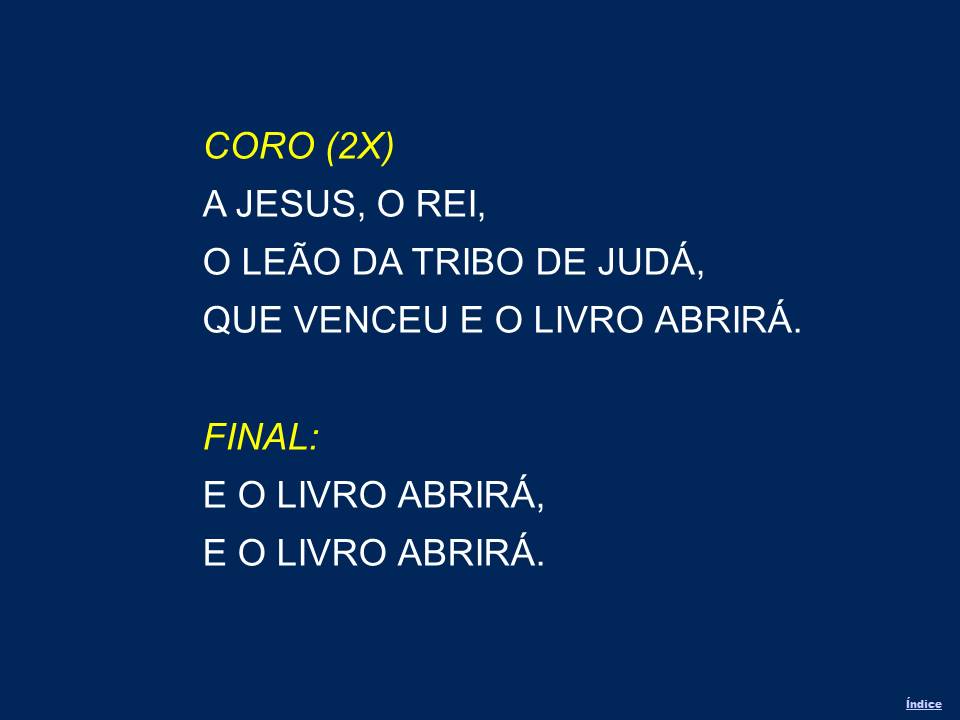 CORO (2X)
A JESUS, O REI,
O LEÃO DA TRIBO DE JUDÁ,
QUE VENCEU E O LIVRO ABRIRÁ.
FINAL:
E O LIVRO ABRIRÁ,
E O LIVRO ABRIRÁ.
Índice